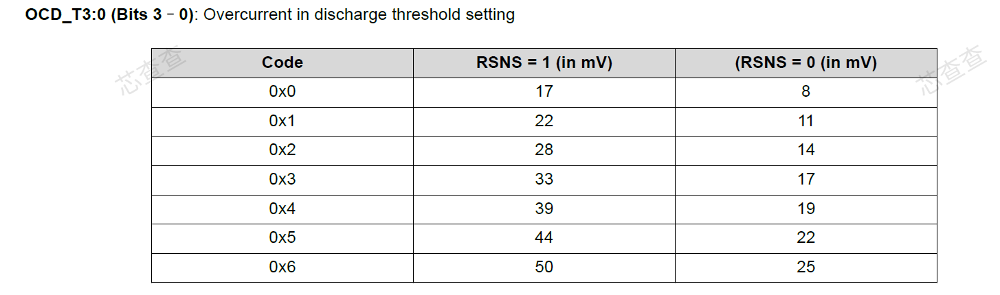 OCD_T3:0 (Bits 3 – 0): Overcurrent in discharge threshold setting
Code RSNS = 1 (in mV) (RSNS = 0 (in mV)
0x0 17 8
0x1 22 11
0x2 28 14
0x3 33 17
0x4 39 19
0x5 44 22
0x6 50 25
芯查查
芯查查